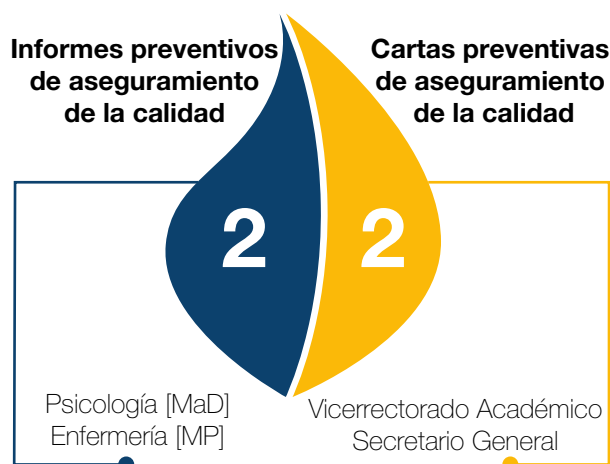 Informes preventivos
de aseguramiento
de la calidad
2
Psicología [MaD]
Enfermería [MP]
Cartas preventivas
de aseguramiento
de la calidad
2
Vicerrectorado Académico
Secretario General